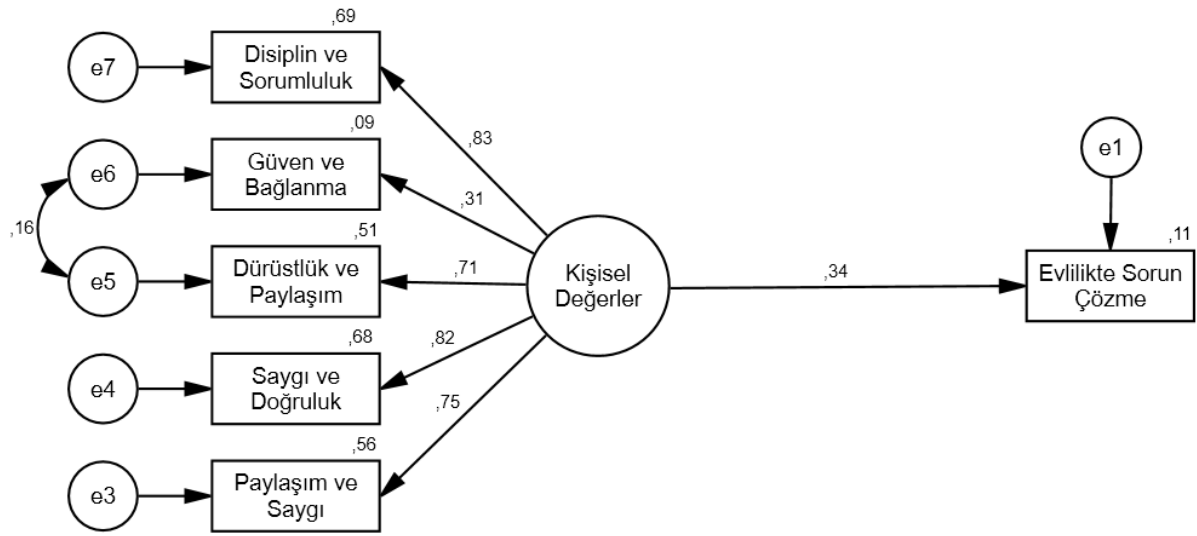 ,69
e7
Disiplin ve
Sorumluluk
,83
,09
e6
Güven ve
Bağlanma
,31
,16
,51
e5
Dürüstlük ve
Paylaşım
,71
,68
e4
Saygı ve
Doğruluk
,82
,56
e3
Paylaşım ve
Saygı
,75
Kişisel
Değerler
,34
e1
,11
Evlilikte Sorun
Çözme